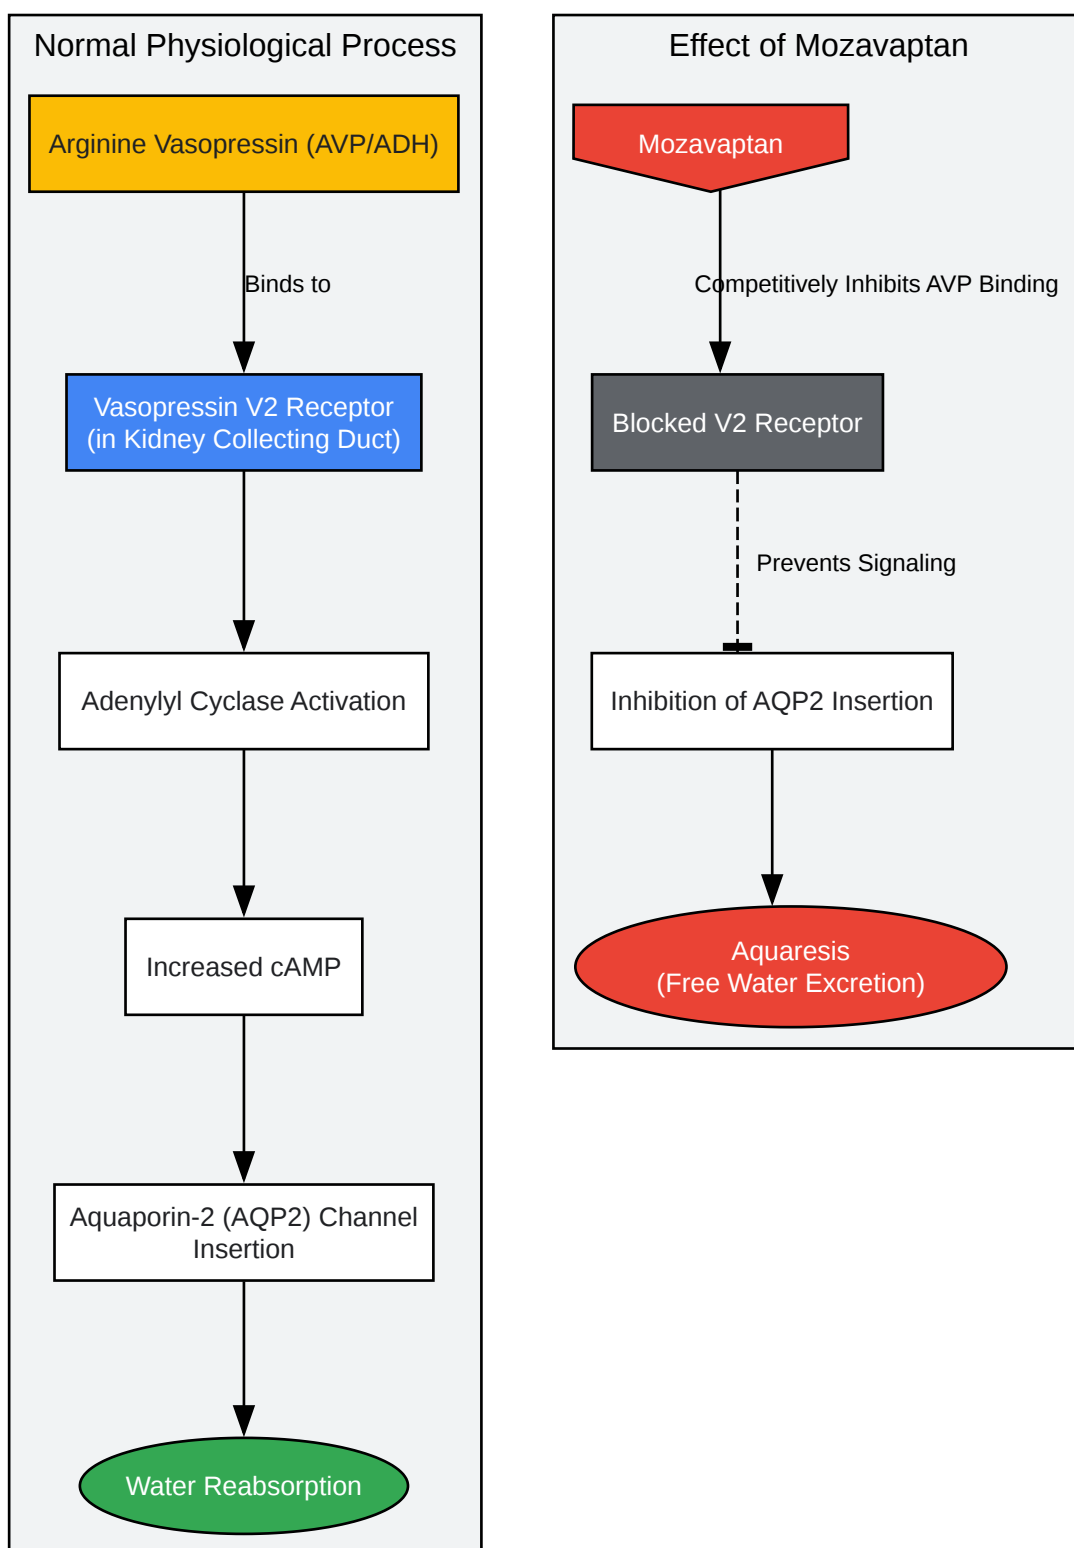 Normal Physiological Process
Arginine Vasopressin (AVP/ADH)
Binds to
Vasopressin V2 Receptor
(in Kidney Collecting Duct)
Adenylyl Cyclase Activation
Increased cAMP
Aquaporin-2 (AQP2) Channel
Insertion
Water Reabsorption
Effect of Mozavaptan
Mozavaptan
Competitively Inhibits AVP Binding
Blocked V2 Receptor
Prevents Signaling
Inhibition of AQP2 Insertion
Aquaresis
(Free Water Excretion)